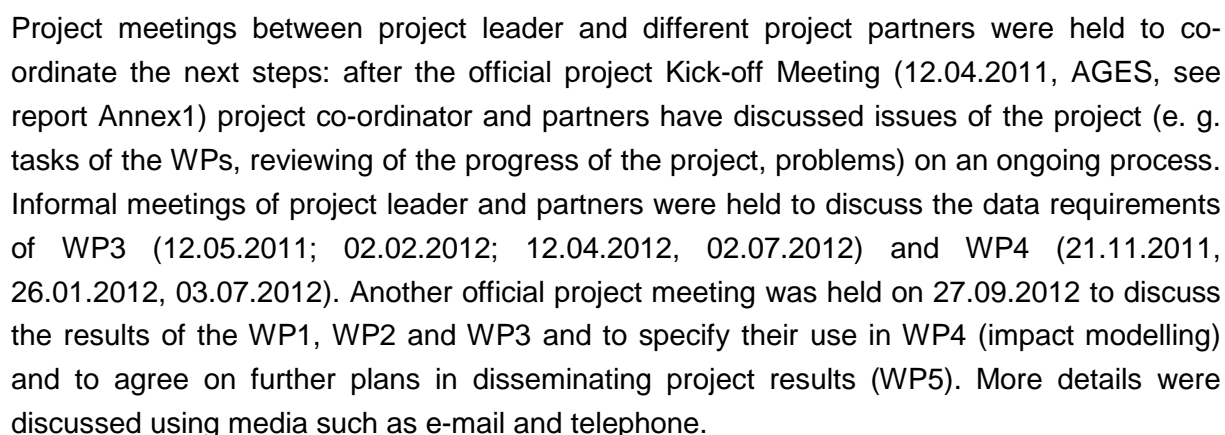 Project meetings between project leader and different project partners were held to co-
ordinate the next steps: after the official project Kick-off Meeting (12.04.2011, AGES, see
report Annex1) project co-ordinator and partners have discussed issues of the project (e. g.
tasks of the WPs, reviewing of the progress of the project, problems) on an ongoing process.
Informal meetings of project leader and partners were held to discuss the data requirements
of WP3 (12.05.2011; 02.02.2012; 12.04.2012, 02.07.2012) and WP4 (21.11.2011,
26.01.2012, 03.07.2012). Another official project meeting was held on 27.09.2012 to discuss
the results of the WP1, WP2 and WP3 and to specify their use in WP4 (impact modelling)
and to agree on further plans in disseminating project results (WP5). More details were
discussed using media such as e-mail and telephone.